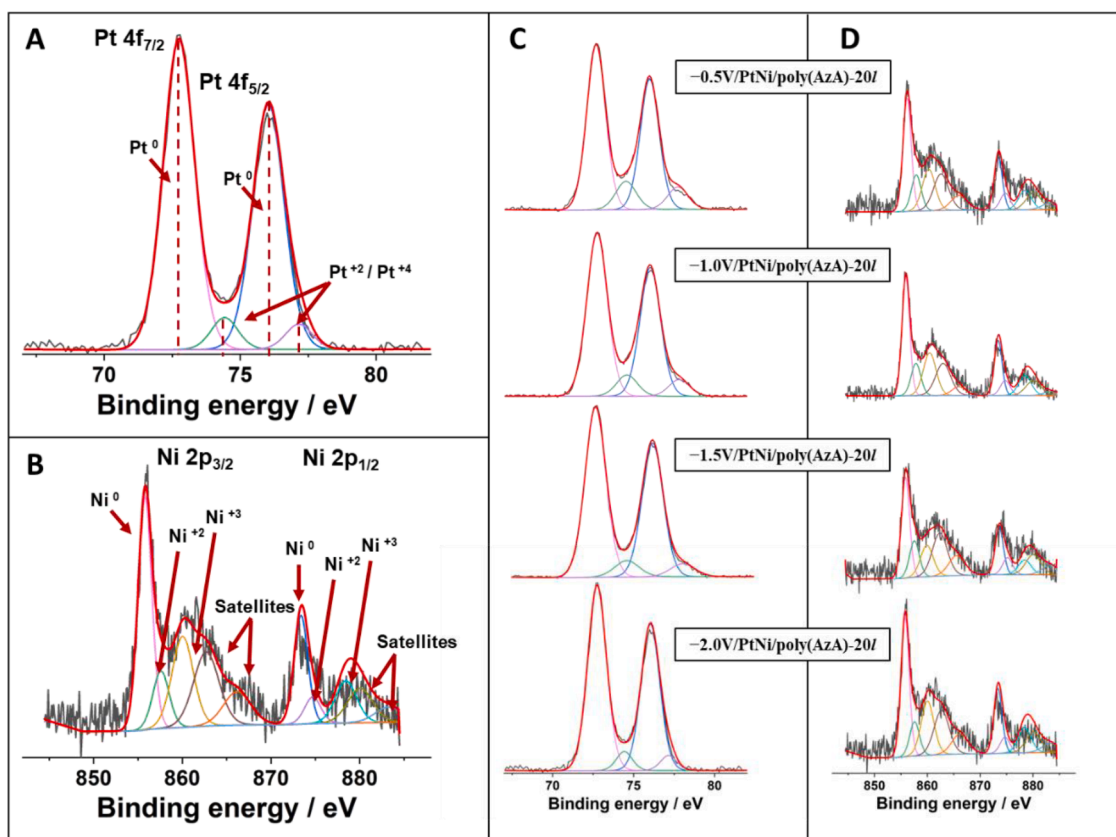 A
Pt 4f7/2
Pt 4f5/2
Pt 0
Pt 0
Pt +2 / Pt +4
70 75 80
Binding energy / eV
B
Ni 2p3/2
Ni 2p1/2
Ni 0
Ni +2
Ni +3
Satellites
Ni 0
Ni +2
Ni +3
Satellites
850 860 870 880
Binding energy / eV
C
D
−0.5V/PtNi/poly(AzA)-20l
−1.0V/PtNi/poly(AzA)-20l
−1.5V/PtNi/poly(AzA)-20l
−2.0V/PtNi/poly(AzA)-20l
70 75 80
Binding energy / eV
850 860 870 880
Binding energy / eV